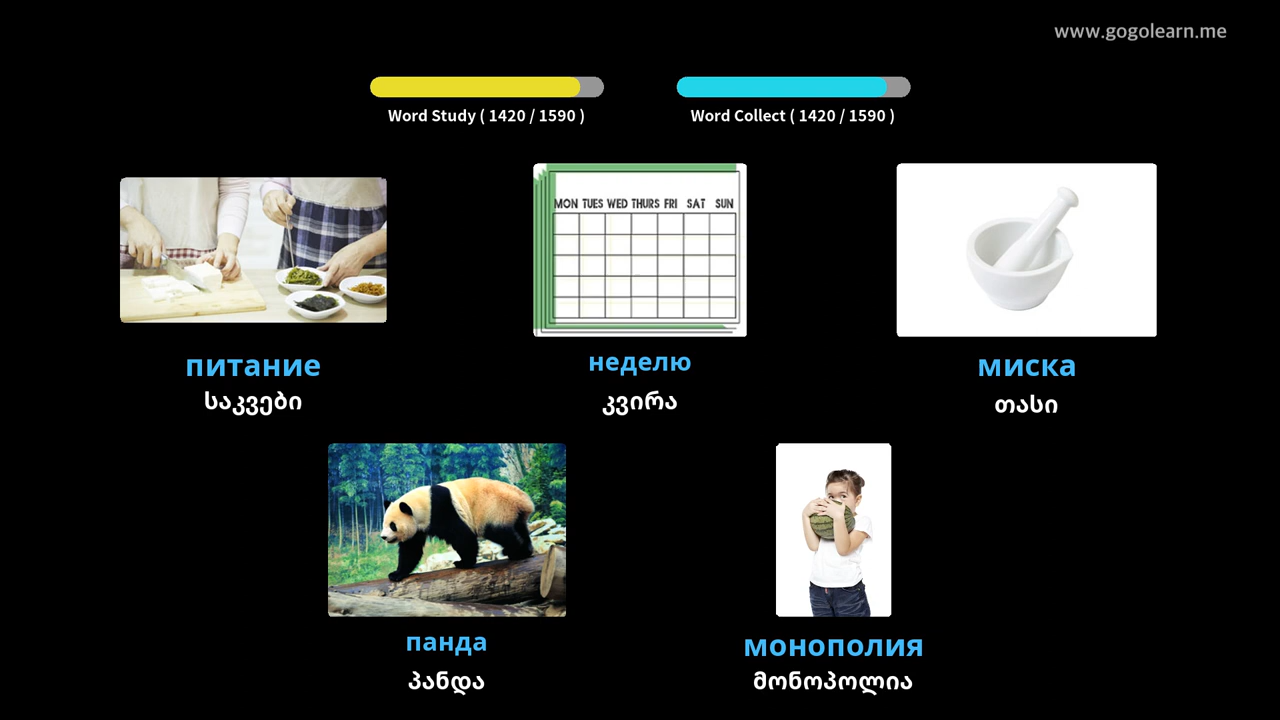 www.gogolearn.me
Word Study ( 1420 / 1590 )
Word Collect ( 1420 / 1590 )
MON TUES WED THURS FRI SAT SUN
питание
საკვები
неделю
კვირა
миска
თასი
панда
პანდა
монополия
მონოპოლია